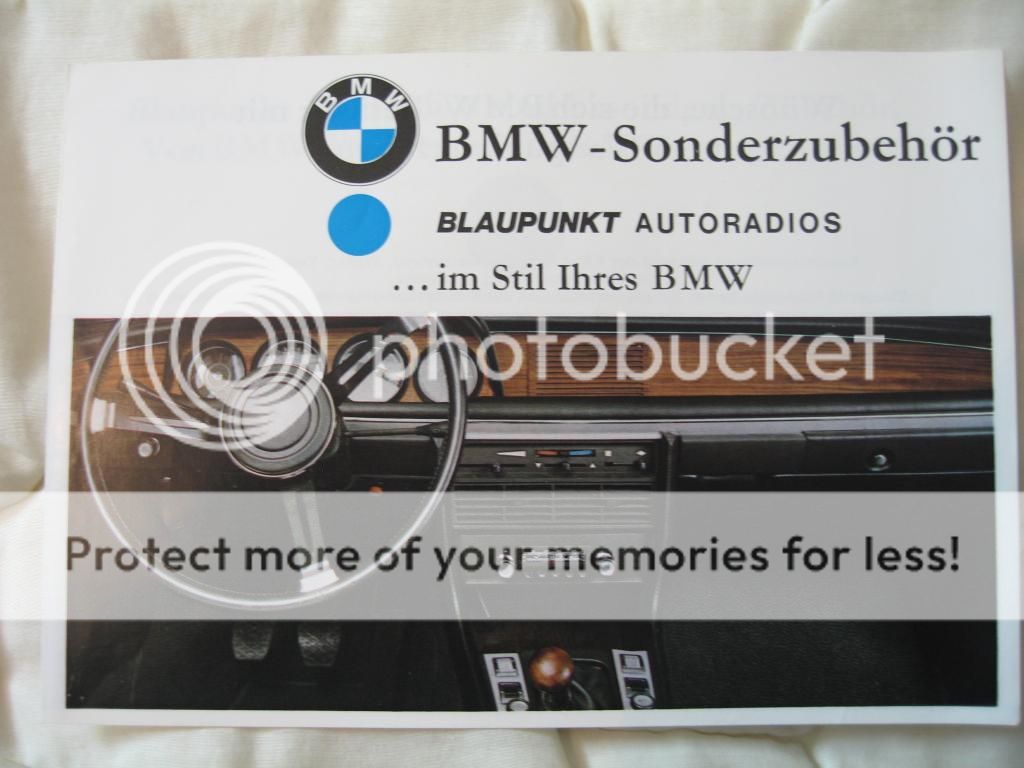 BMW
BMW-Sonderzubehör
BLAUPUNKT AUTORADIOS
...im Stil Ihres BMW
photobucket
Protect more of your memories for less!